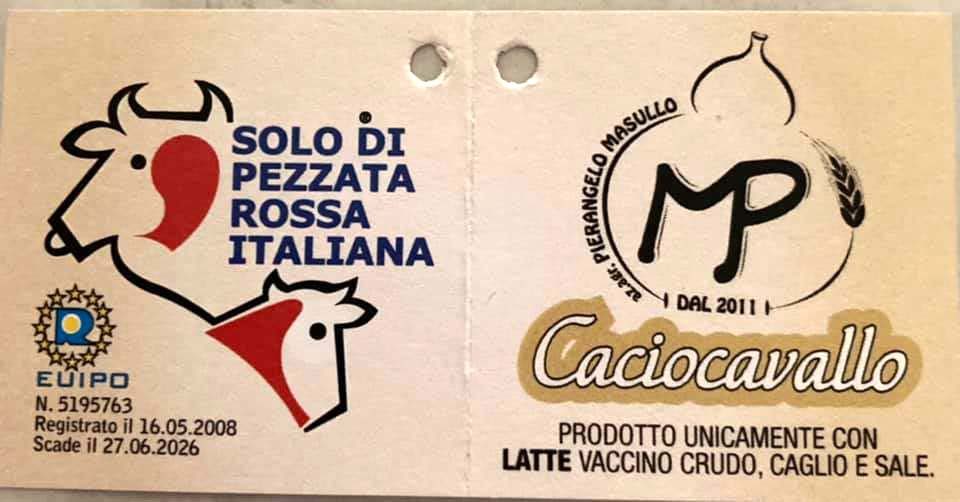 SOLO DI
PEZZATA
ROSSA
ITALIANA
®
R
EUIPO
N. 5195763
Registrato il 16.05.2008
Scade il 27.06.2026
az.agr. PIERANGELO MASULLO
MP
DAL 2011
Caciocavallo
PRODOTTO UNICAMENTE CON
LATTE VACCINO CRUDO, CAGLIO E SALE.